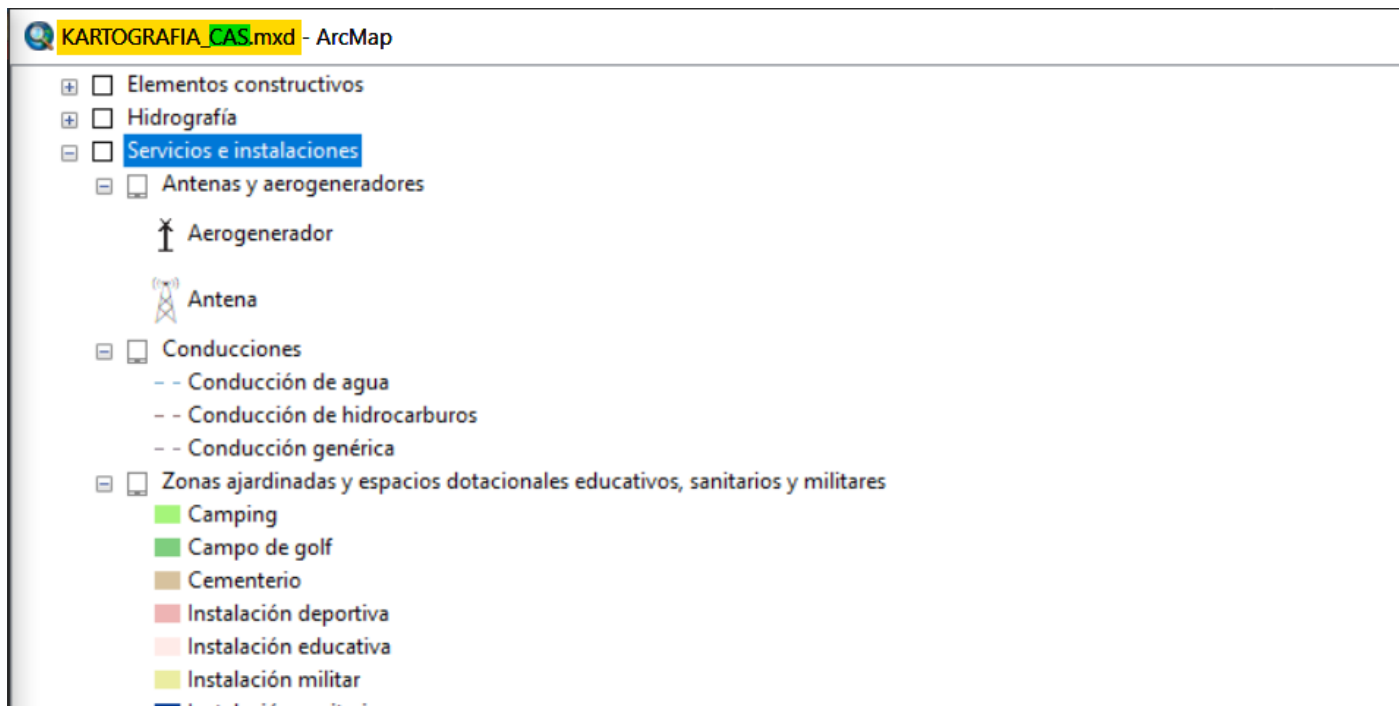 KARTOGRAFIA_CAS.mxd - ArcMap
Elementos constructivos
Hidrografía
Servicios e instalaciones
Antenas y aerogeneradores
Aerogenerador
Antena
Conducciones
Conducción de agua
Conducción de hidrocarburos
Conducción genérica
Zonas ajardinadas y espacios dotacionales educativos, sanitarios y militares
Camping
Campo de golf
Cementerio
Instalación deportiva
Instalación educativa
Instalación militar